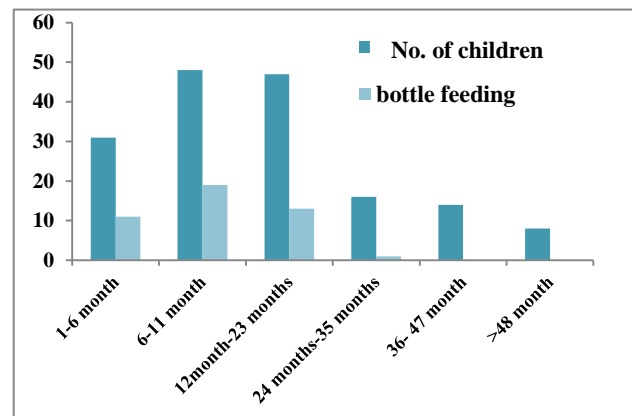 60
50
40
30
20
10
0
No. of children
bottle feeding
1-6 month
6-11 month
12month-23 months
24 months-35 months
36- 47 month
>48 month